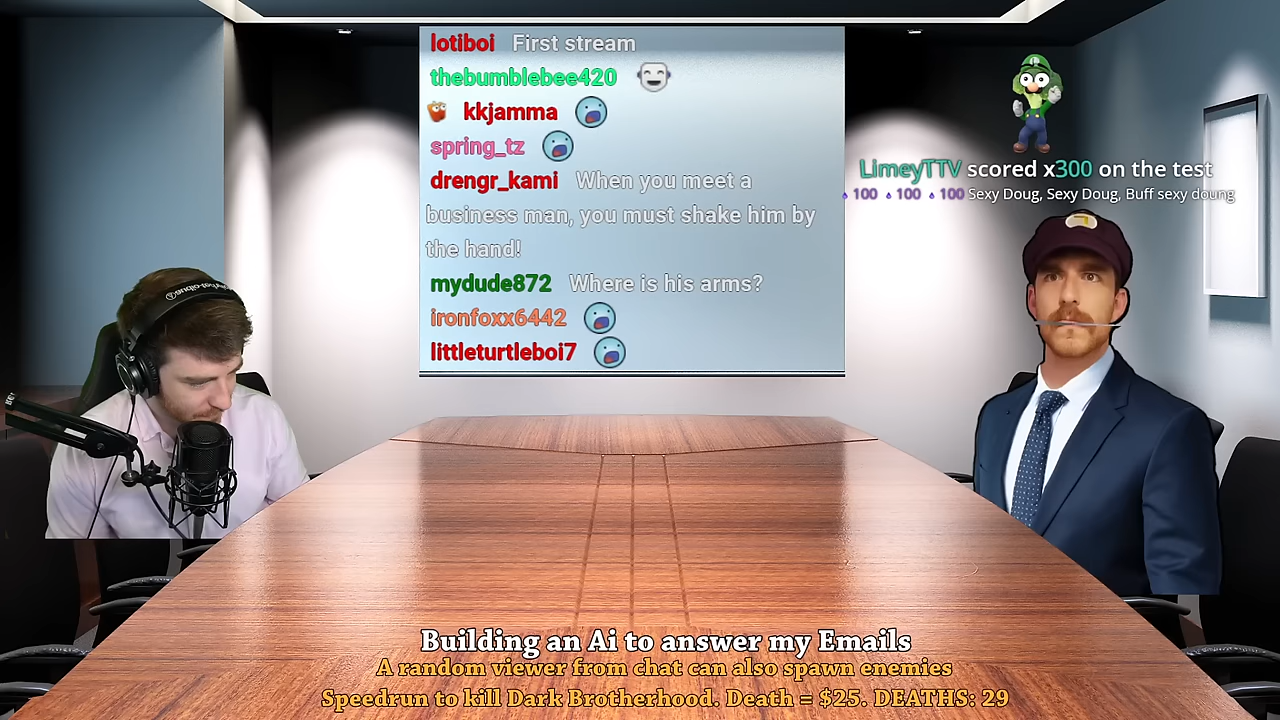 lotiboi First stream
thebumblebee420
kkjamma
spring_tz
drengr_kami When you meet a
business man, you must shake him by
the hand!
mydude872 Where is his arms?
ironfoxx6442
littleturtleboi7
LimeyTTV scored x300 on the test
100 100 100 Sexy Doug, Sexy Doug, Buff sexy doung
Building an Ai to answer my Emails
A random viewer from chat can also spawn enemies
Speedrun to kill Dark Brotherhood. Death = $25. DEATHS: 29